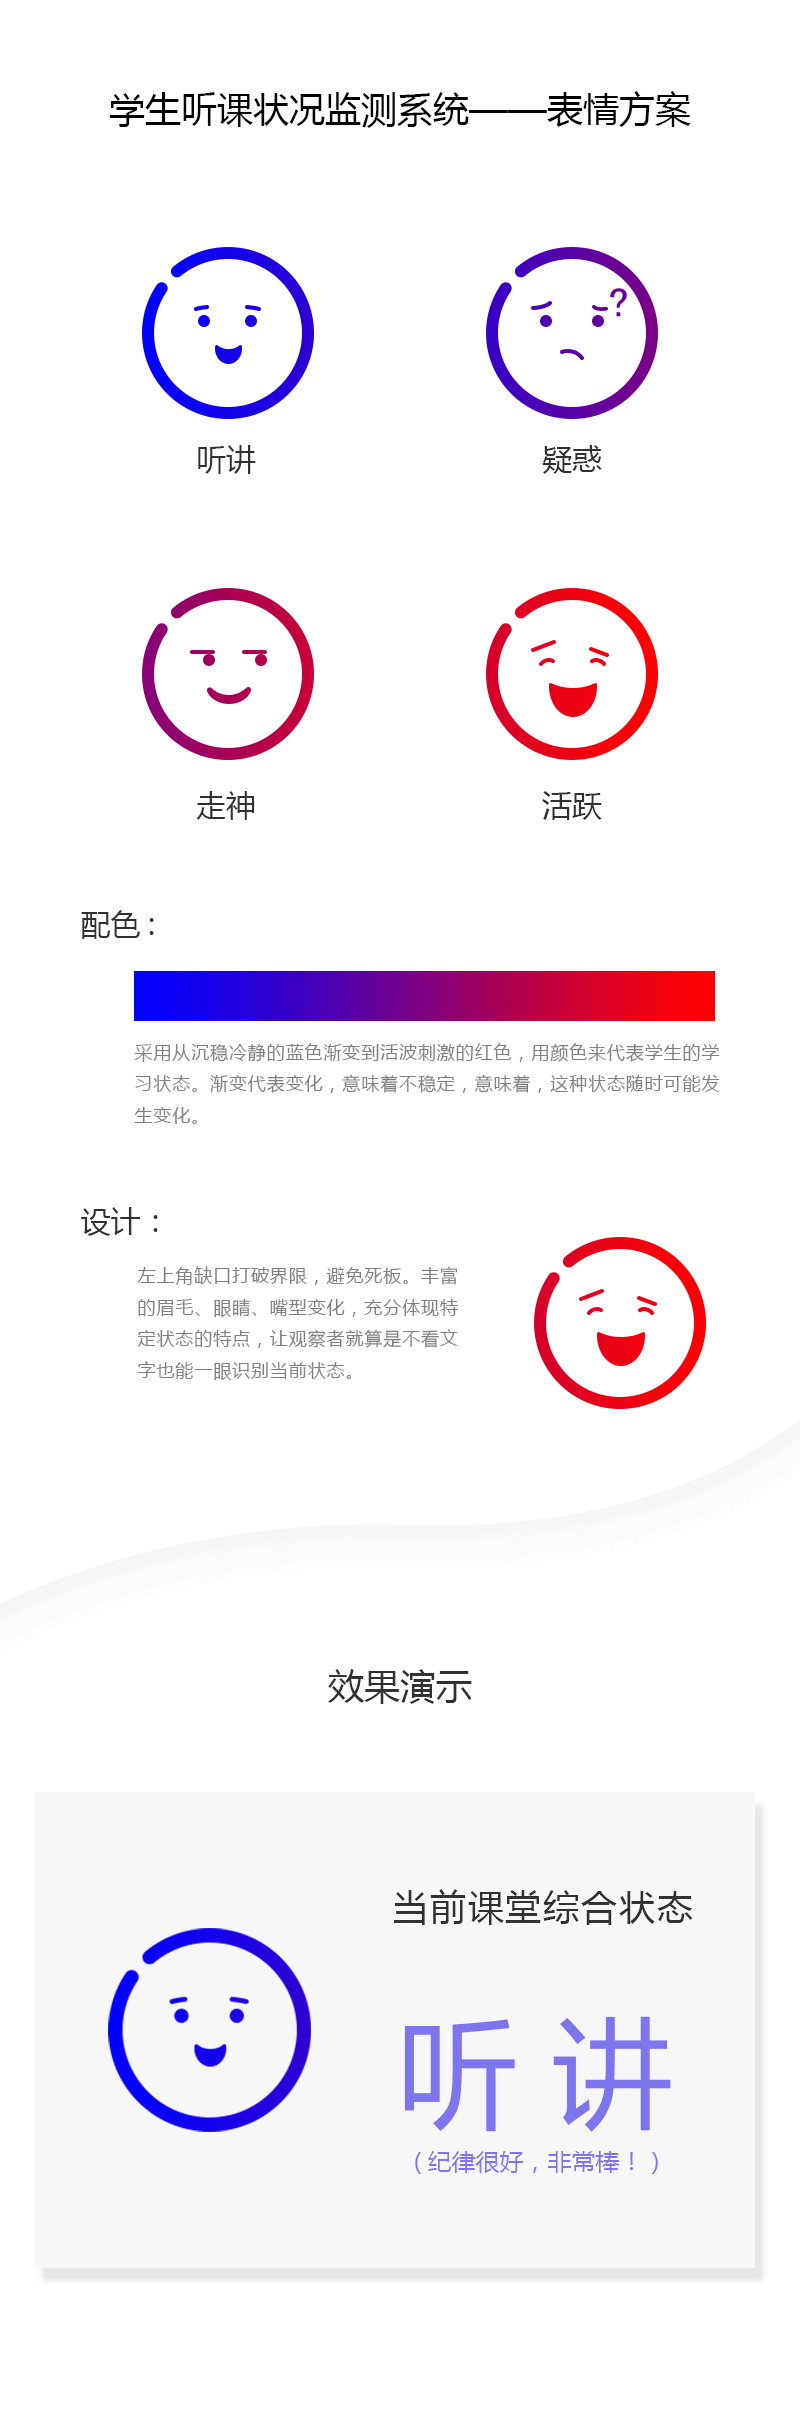 学生听课状况监测系统——表情方案
?
听讲
疑惑
走神
活跃
配色：
采用从沉稳冷静的蓝色渐变到活波刺激的红色，用颜色来代表学生的学
习状态。渐变代表变化，意味着不稳定，意味着，这种状态随时可能发
生变化。
设计：
左上角缺口打破界限，避免死板。丰富
的眉毛、眼睛、嘴型变化，充分体现特
定状态的特点，让观察者就算是不看文
字也能一眼识别当前状态。
效果演示
当前课堂综合状态
听讲
（纪律很好，非常棒！）